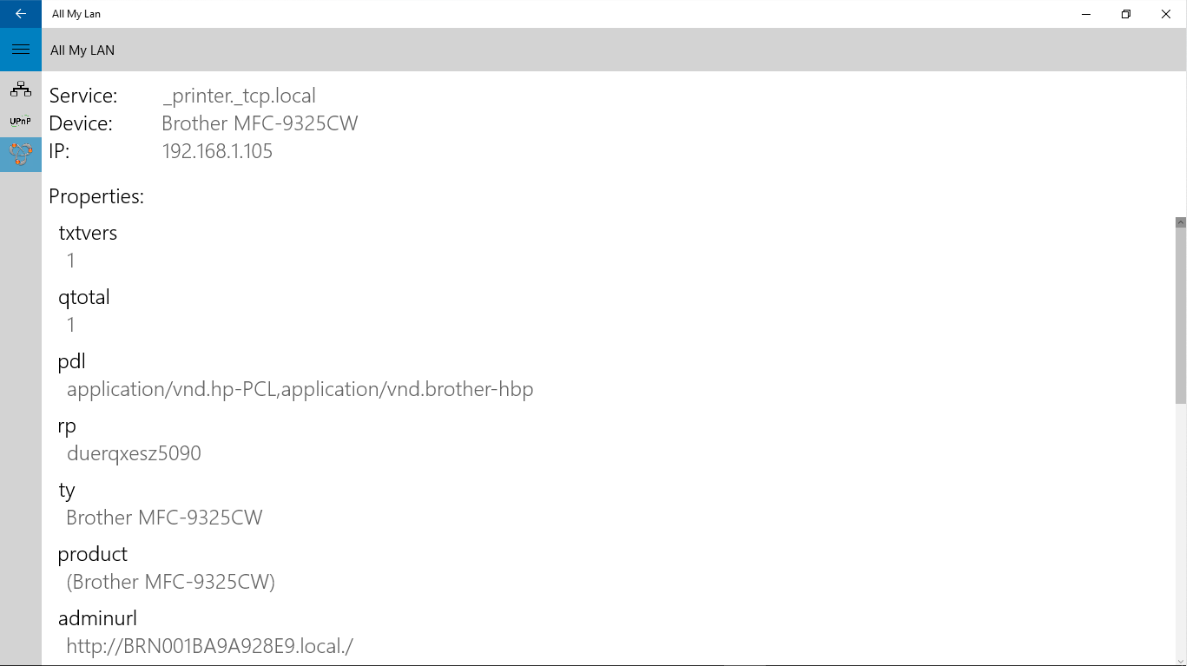 All My Lan
All My LAN
UPnP
Service: _printer._tcp.local
Device: Brother MFC-9325CW
IP: 192.168.1.105
Properties:
txtvers
1
qtotal
1
pdl
application/vnd.hp-PCL,application/vnd.brother-hbp
rp
duerqxesz5090
ty
Brother MFC-9325CW
product
(Brother MFC-9325CW)
adminurl
http://BRN001BA9A928E9.local./